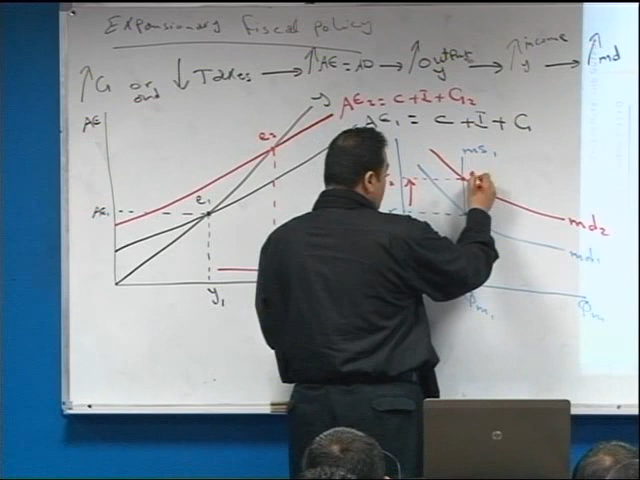 Expansionary fiscal policy
↑G or and ↓Taxes → ↑AE = AD → ↑Output y → ↑income y → ↑md
y
AE₂ = C + I + G₂
AE₁ = C + I + G₁
AE
e₂
ms₁
e₁
AE₁
md₂
md₁
y₁